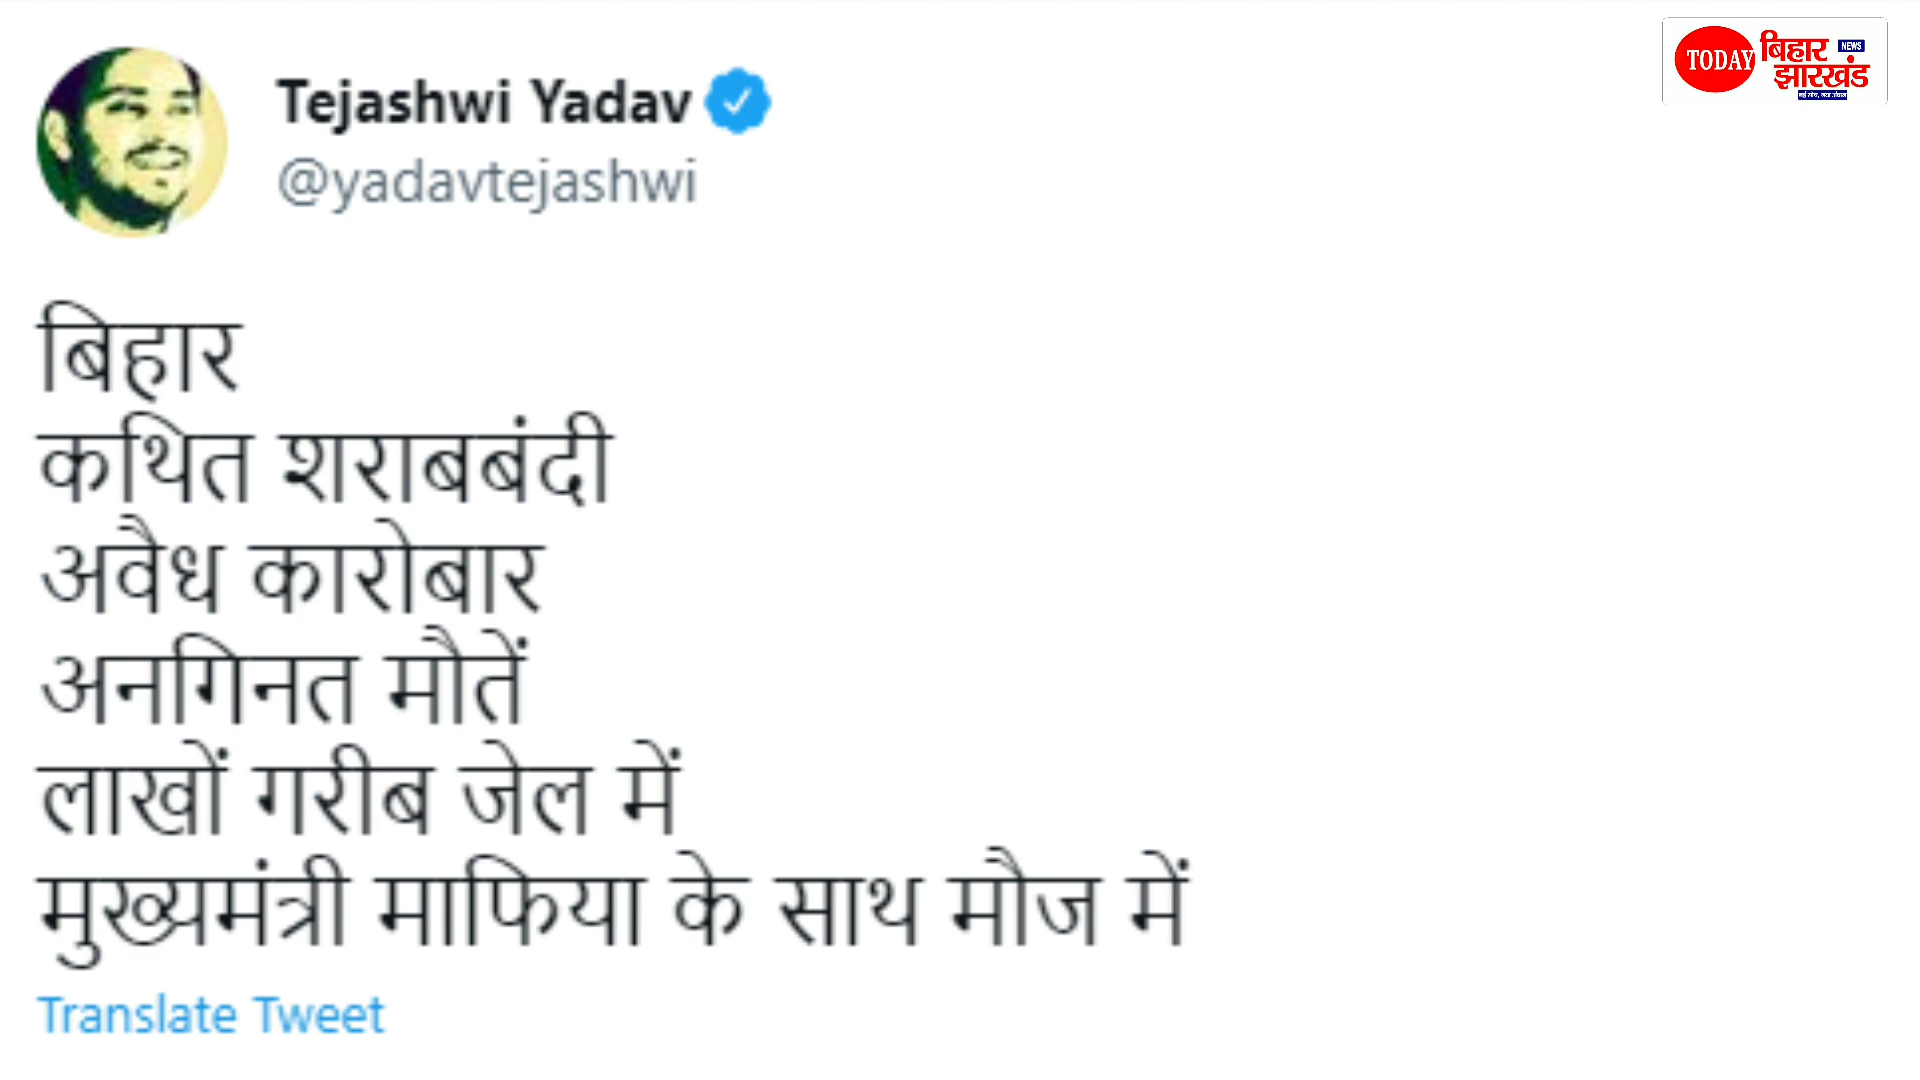 Tejashwi Yadav
@yadavtejashwi
TODAY बिहार NEWS
झारखंड
बिहार
कथित शराबबंदी
अवैध कारोबार
अनगिनत मौतें
लाखों गरीब जेल में
मुख्यमंत्री माफिया के साथ मौज में
Translate Tweet